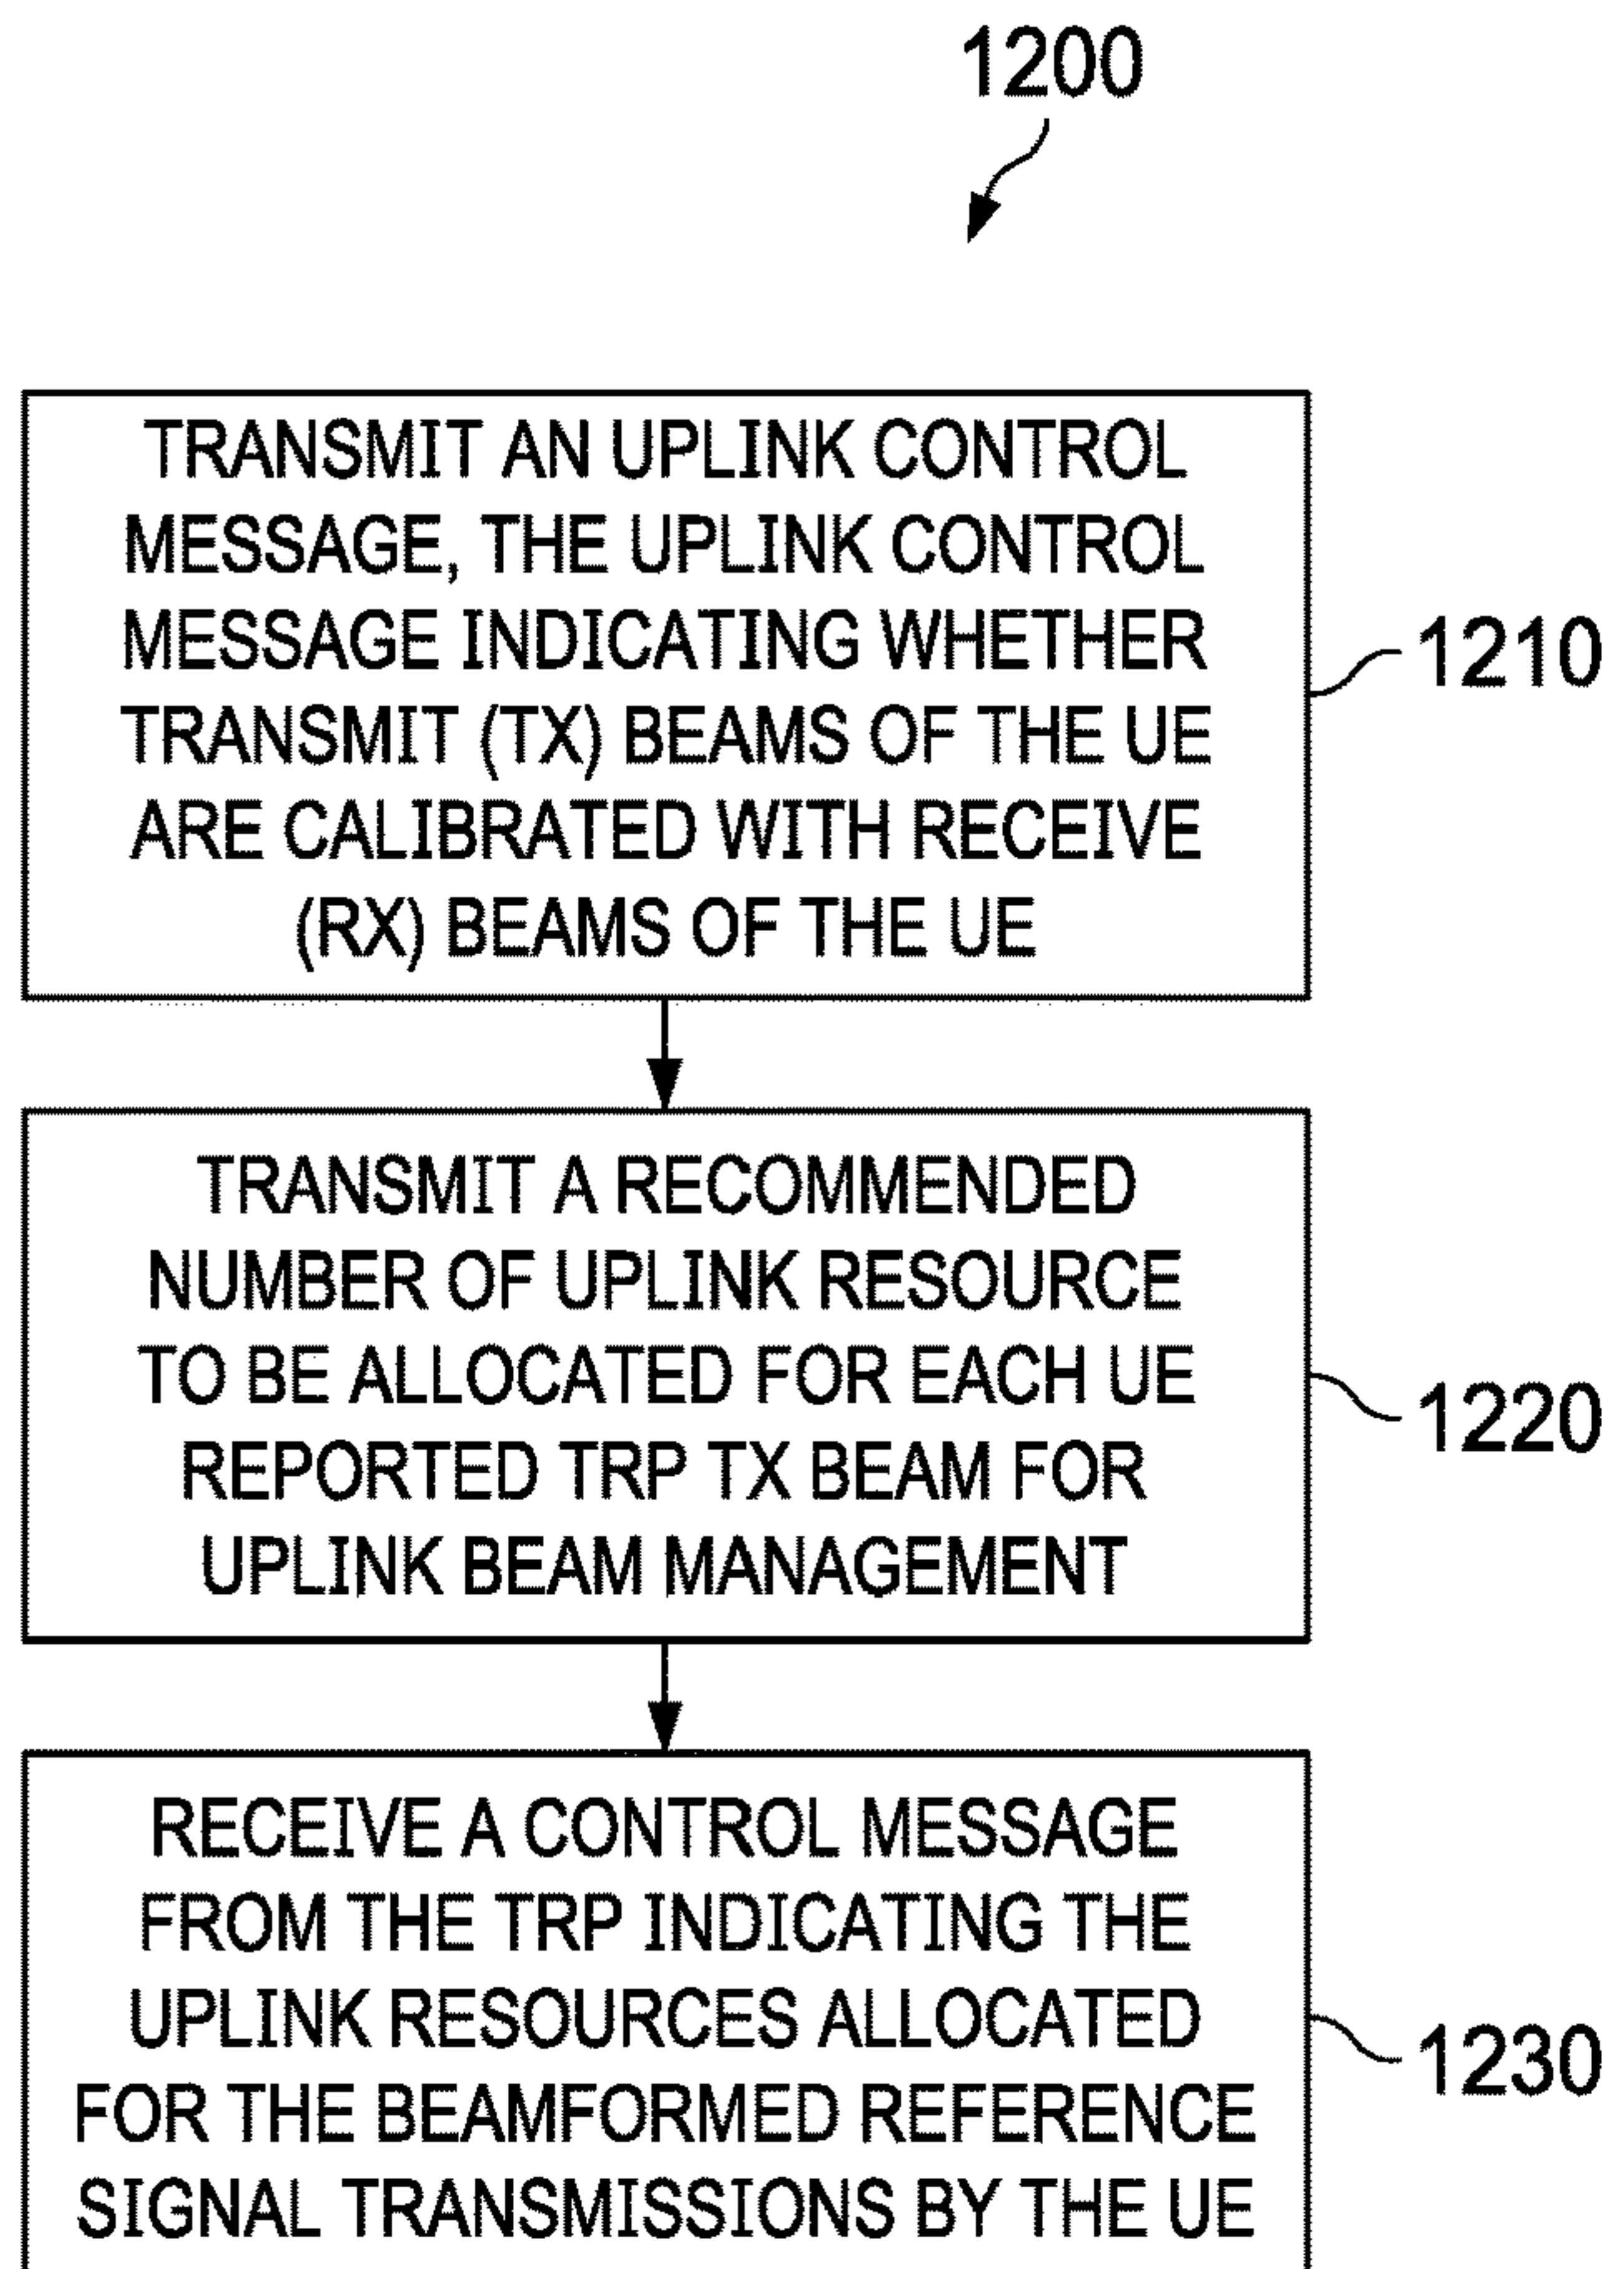 1200
TRANSMIT AN UPLINK CONTROL
MESSAGE, THE UPLINK CONTROL
MESSAGE INDICATING WHETHER
TRANSMIT (TX) BEAMS OF THE UE
ARE CALIBRATED WITH RECEIVE
(RX) BEAMS OF THE UE
1210
TRANSMIT A RECOMMENDED
NUMBER OF UPLINK RESOURCE
TO BE ALLOCATED FOR EACH UE
REPORTED TRP TX BEAM FOR
UPLINK BEAM MANAGEMENT
1220
RECEIVE A CONTROL MESSAGE
FROM THE TRP INDICATING THE
UPLINK RESOURCES ALLOCATED
FOR THE BEAMFORMED REFERENCE
SIGNAL TRANSMISSIONS BY THE UE
1230